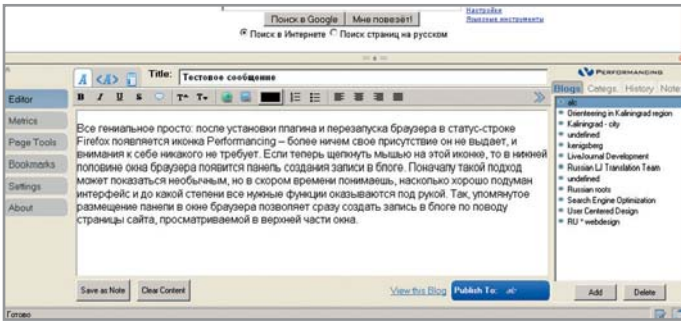 Настройки
Поиск в Google Мне повезёт!
Языковые инструменты
Поиск в Интернете Поиск страниц на русском
PERFORMANCING
Title: Тестовое сообщение
Blogs Categs. History Note
Editor
B I U S T+ T-
Metrics
Page Tools
Bookmarks
Settings
About
Все гениальное просто: после установки плагина и перезапуска браузера в статус-строке
Firefox появляется иконка Performancing – более ничем свое присутствие он не выдает, и
внимания к себе никакого не требует. Если теперь щелкнуть мышью на этой иконке, то в нижней
половине окна браузера появится панель создания записи в блоге. Поначалу такой подход
может показаться необычным, но в скором времени понимаешь, насколько хорошо продуман
интерфейс и до какой степени все нужные функции оказываются под рукой. Так, упомянутое
размещение панели в окне браузера позволяет сразу создать запись в блоге по поводу
страницы сайта, просматриваемой в верхней части окна.
Orienteering in Kaliningrad region
Kaliningrad - city
undefined
kenigsberg
LiveJournal Development
Russian LJ Translation Team
undefined
Russian roots
Search Engine Optimization
User Centered Design
RU * webdesign
Save as Note Clear Content View this Blog Publish To:
Add Delete
Готово